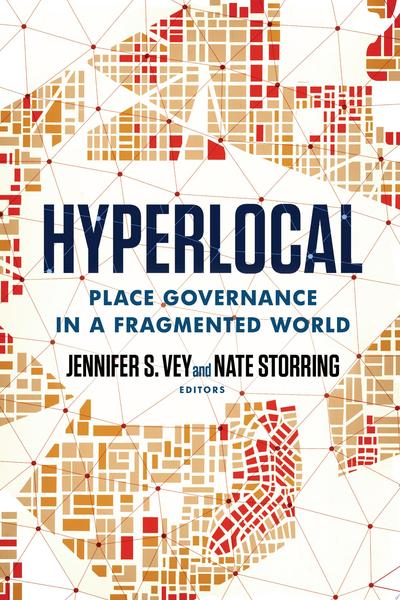 HYPERLOCAL
PLACE GOVERNANCE
IN A FRAGMENTED WORLD
JENNIFER S. VEY and NATE STORRING
EDITORS